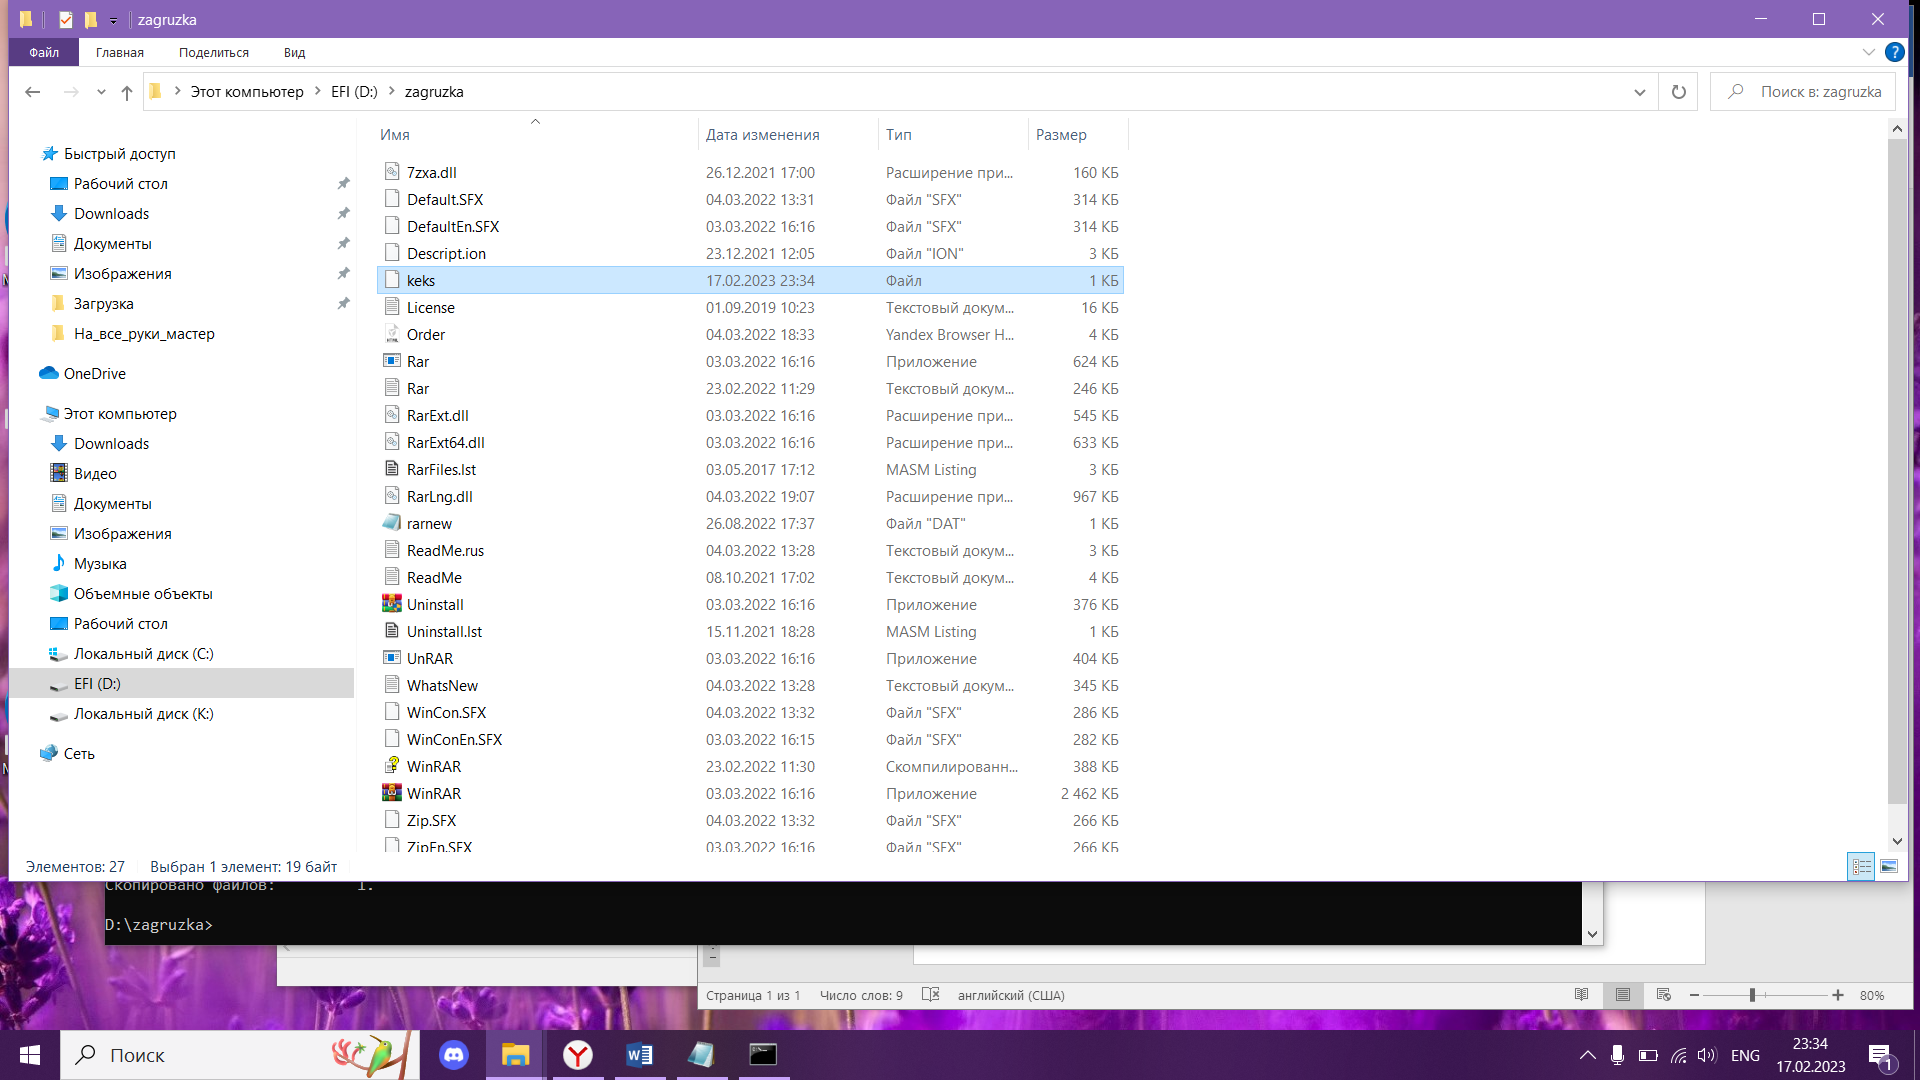 zagruzka
Файл Главная Поделиться Вид
Этот компьютер EFI (D:) zagruzka
Поиск в: zagruzka
Имя Дата изменения Тип Размер
Быстрый доступ
Рабочий стол
Downloads
Документы
Изображения
Загрузка
На_все_руки_мастер
OneDrive
Этот компьютер
Downloads
Видео
Документы
Изображения
Музыка
Объемные объекты
Рабочий стол
Локальный диск (C:)
EFI (D:)
Локальный диск (K:)
Сеть
7zxa.dll 26.12.2021 17:00 Расширение при... 160 КБ
Default.SFX 04.03.2022 13:31 Файл "SFX" 314 КБ
DefaultEn.SFX 03.03.2022 16:16 Файл "SFX" 314 КБ
Descript.ion 23.12.2021 12:05 Файл "ION" 3 КБ
keks 17.02.2023 23:34 Файл 1 КБ
License 01.09.2019 10:23 Текстовый докум... 16 КБ
Order 04.03.2022 18:33 Yandex Browser H... 4 КБ
Rar 03.03.2022 16:16 Приложение 624 КБ
Rar 23.02.2022 11:29 Текстовый докум... 246 КБ
RarExt.dll 03.03.2022 16:16 Расширение при... 545 КБ
RarExt64.dll 03.03.2022 16:16 Расширение при... 633 КБ
RarFiles.lst 03.05.2017 17:12 MASM Listing 3 КБ
RarLng.dll 04.03.2022 19:07 Расширение при... 967 КБ
rarnew 26.08.2022 17:37 Файл "DAT" 1 КБ
ReadMe.rus 04.03.2022 13:28 Текстовый докум... 3 КБ
ReadMe 08.10.2021 17:02 Текстовый докум... 4 КБ
Uninstall 03.03.2022 16:16 Приложение 376 КБ
Uninstall.lst 15.11.2021 18:28 MASM Listing 1 КБ
UnRAR 03.03.2022 16:16 Приложение 404 КБ
WhatsNew 04.03.2022 13:28 Текстовый докум... 345 КБ
WinCon.SFX 04.03.2022 13:32 Файл "SFX" 286 КБ
WinConEn.SFX 03.03.2022 16:15 Файл "SFX" 282 КБ
WinRAR 23.02.2022 11:30 Скомпилированн... 388 КБ
WinRAR 03.03.2022 16:16 Приложение 2 462 КБ
Zip.SFX 04.03.2022 13:32 Файл "SFX" 266 КБ
ZipEn.SFX 03.03.2022 16:16 Файл "SFX" 266 КБ
Элементов: 27 Выбран 1 элемент: 19 байт
Скопировано файлов: 1.
D:\zagruzka>
Страница 1 из 1 Число слов: 9 английский (США) 80%
Поиск
ENG
23:34
17.02.2023
1